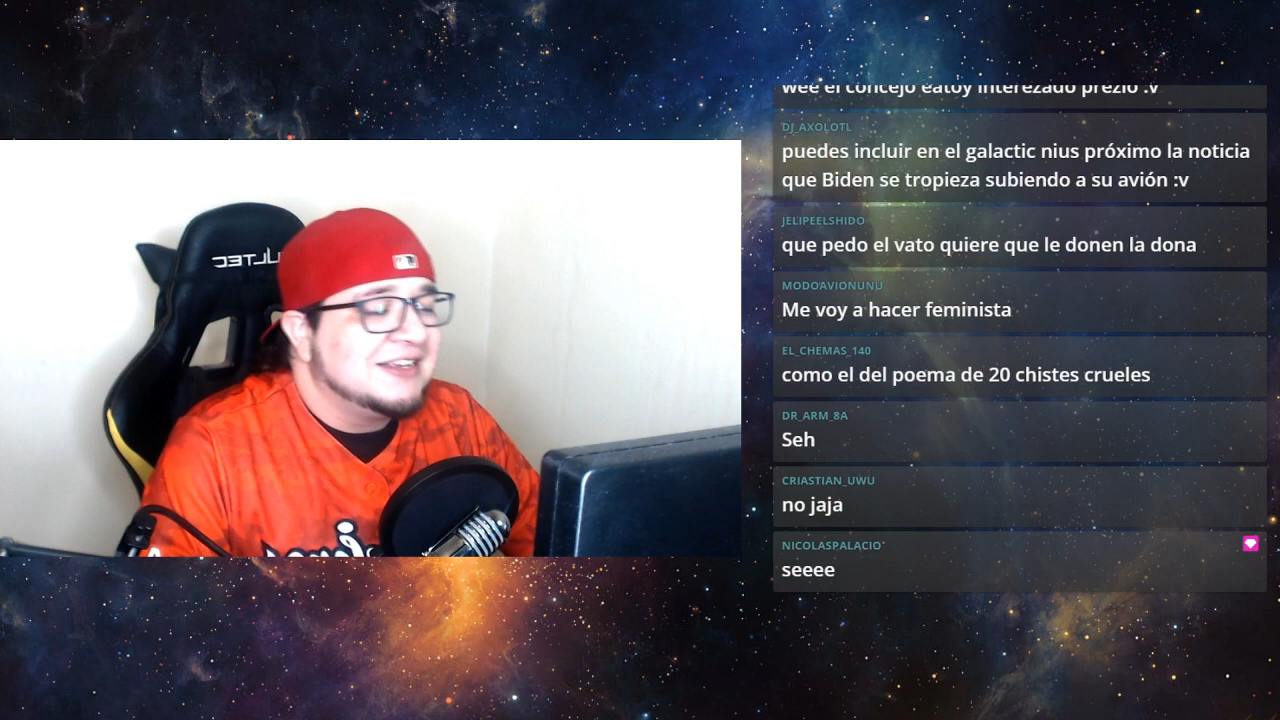 wee el concejo eatoy interezado prezio :v
DJ_AXOLOTL
puedes incluir en el galactic nius próximo la noticia
que Biden se tropieza subiendo a su avión :v
JELIPEELSHIDO
que pedo el vato quiere que le donen la dona
MODOAVIONUNU
Me voy a hacer feminista
EL_CHEMAS_140
como el del poema de 20 chistes crueles
DR_ARM_8A
Seh
CRIASTIAN_UWU
no jaja
NICOLASPALACIO
seeee